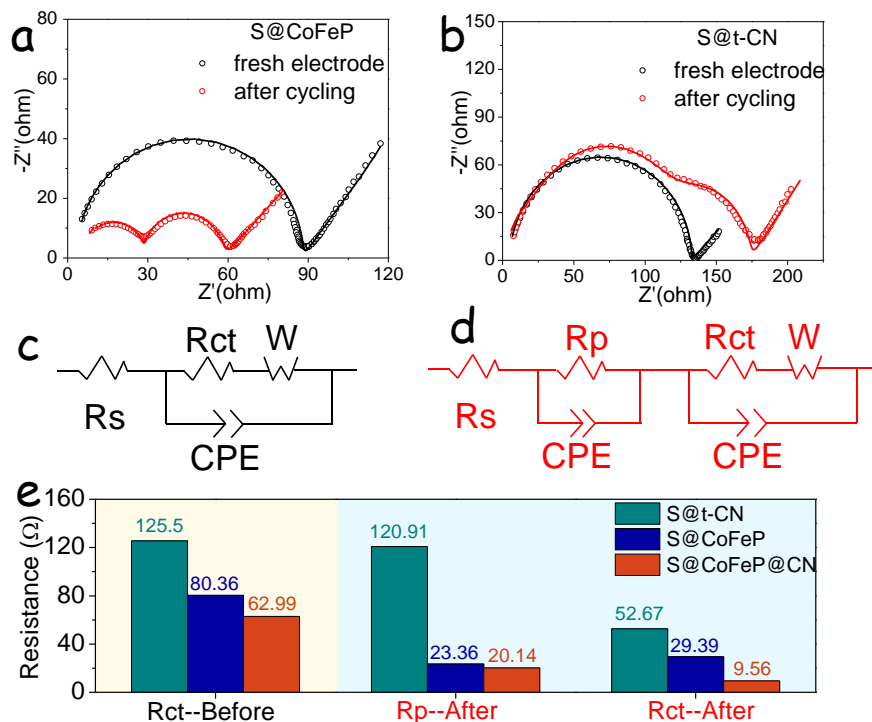 a
S@CoFeP
fresh electrode
after cycling
-Z''(ohm)
80
60
40
20
0
0 30 60 90 120
Z'(ohm)
b
S@t-CN
fresh electrode
after cycling
-Z''(ohm)
150
120
90
60
30
0
0 50 100 150 200
Z'(ohm)
c
Rct W
Rs
CPE
d
Rp Rct W
Rs
CPE CPE
e
Resistance (Ω)
160
120
80
40
0
125.5
80.36
62.99
120.91
23.36
20.14
52.67
29.39
9.56
S@t-CN
S@CoFeP
S@CoFeP@CN
Rct--Before Rp--After Rct--After